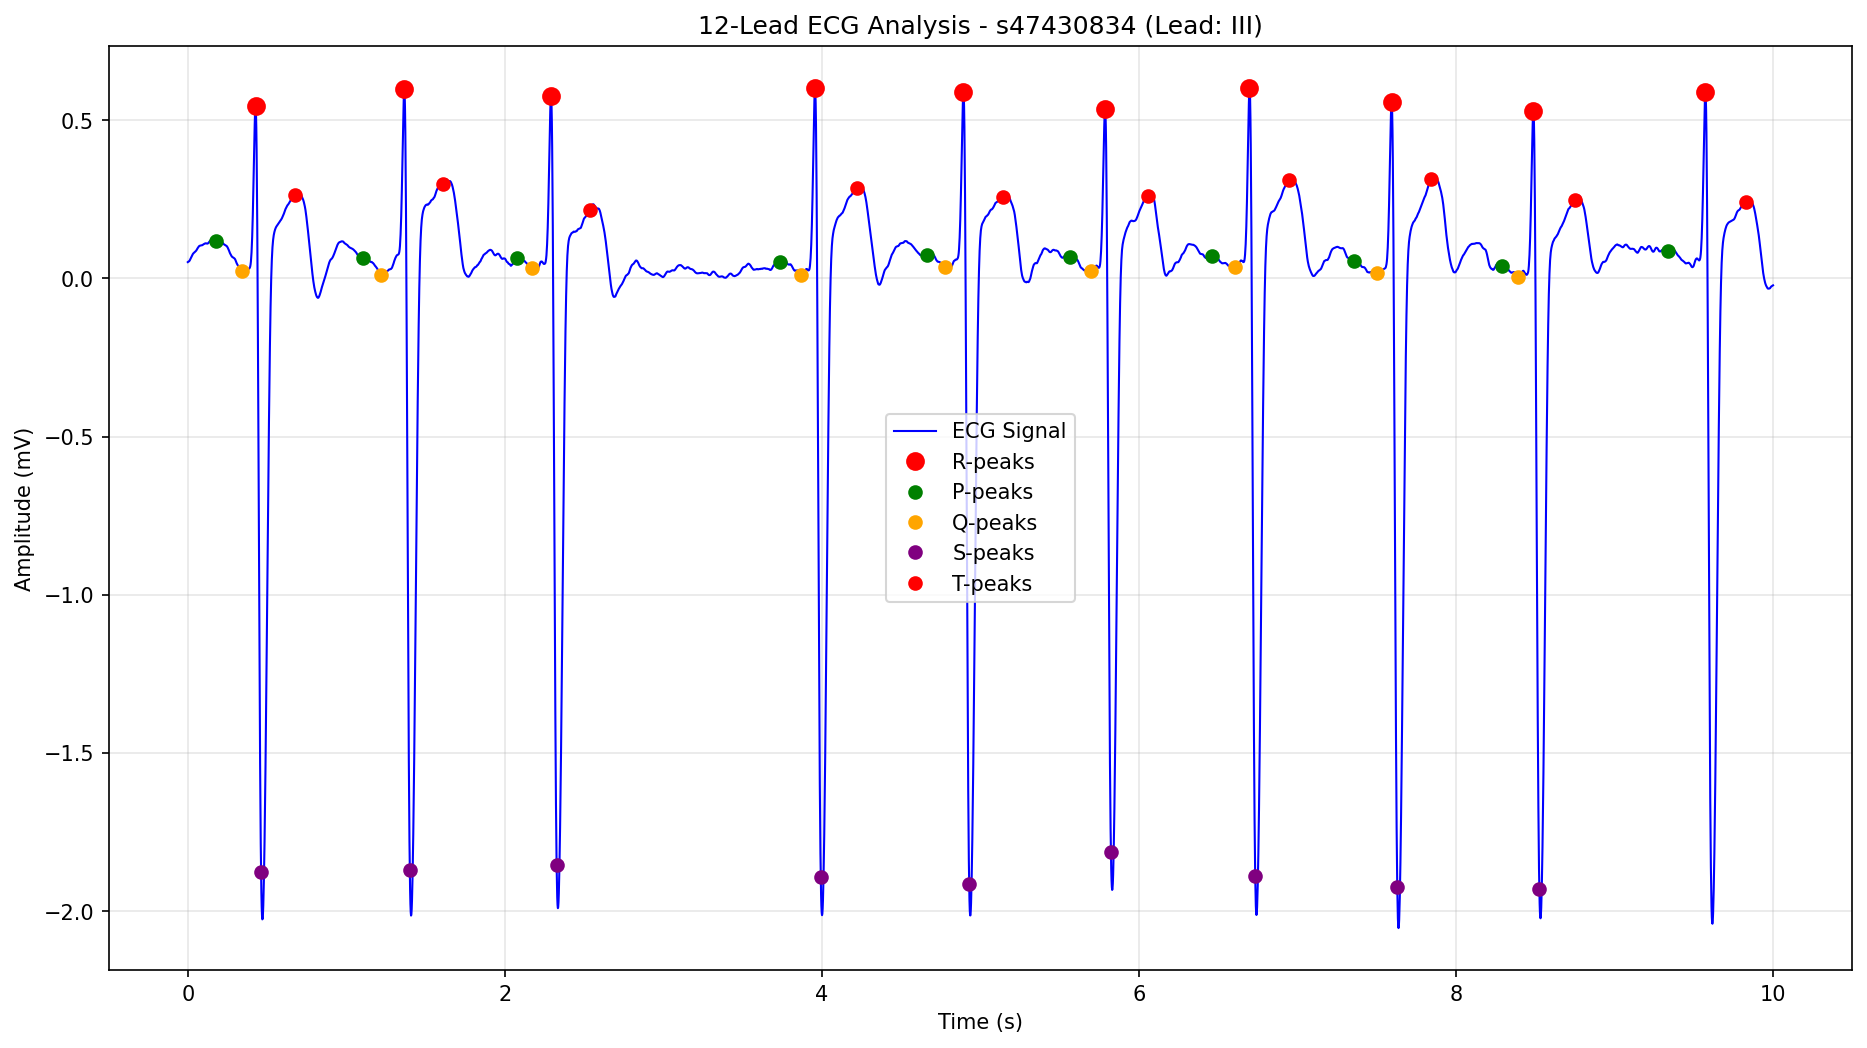 12-Lead ECG Analysis - s47430834 (Lead: III)
Amplitude (mV)
0.5
0.0
−0.5
−1.0
−1.5
−2.0
ECG Signal
R-peaks
P-peaks
Q-peaks
S-peaks
T-peaks
0 2 4 6 8 10
Time (s)